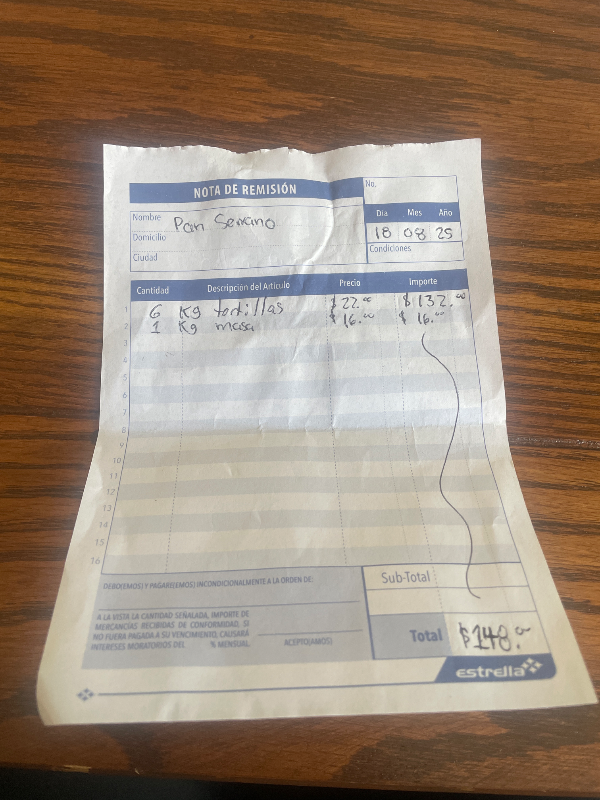 NOTA DE REMISIÓN
No.
Nombre Pan Serrano
Domicilio
Ciudad
Día Mes Año
18 08 25
Condiciones
Cantidad Descripción del Artículo Precio Importe
1 6 Kg tortillas $22.00 $132.00
2 1 Kg masa $16.00 $16.00
3
4
5
6
7
8
9
10
11
12
13
14
15
16
DEBO(EMOS) Y PAGARE(EMOS) INCONDICIONALMENTE A LA ORDEN DE:
Sub-Total
A LA VISTA LA CANTIDAD SEÑALADA, IMPORTE DE
MERCANCIAS RECIBIDAS DE CONFORMIDAD, SI
NO FUERA PAGADA A SU VENCIMIENTO, CAUSARÁ
INTERESES MORATORIOS DEL % MENSUAL. ACEPTO(AMOS)
Total $148.00
estrella